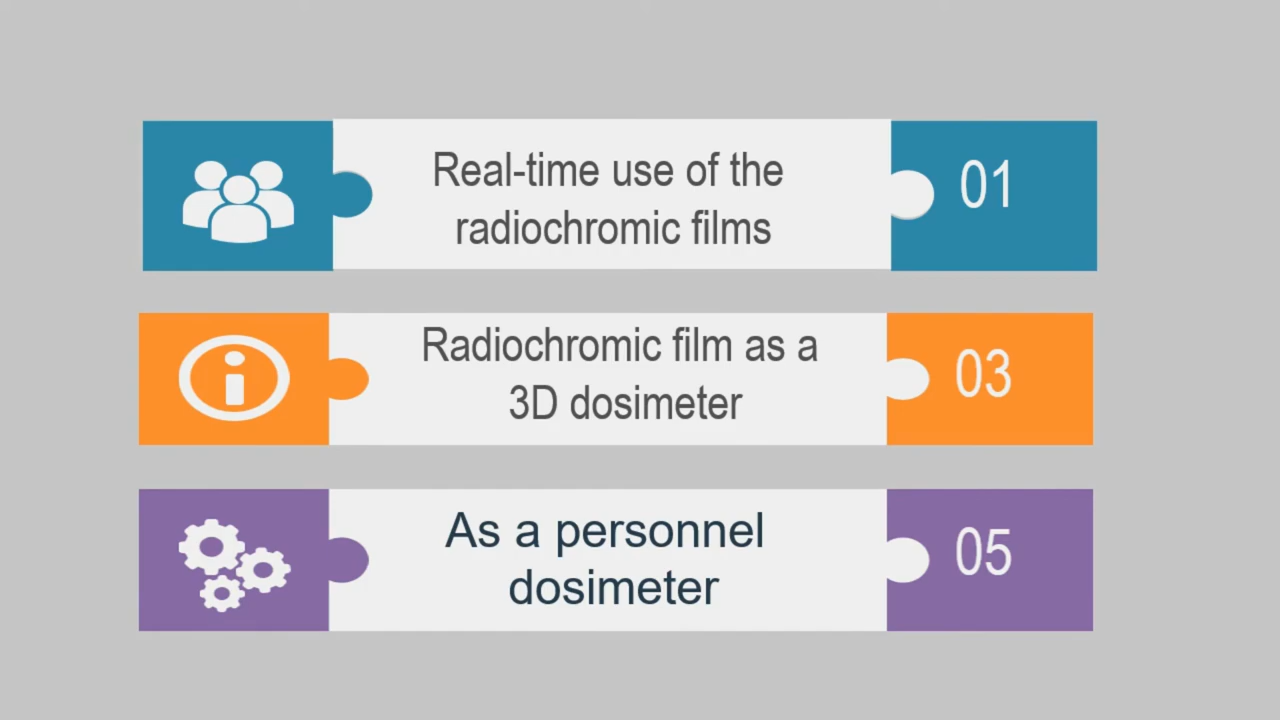 Real-time use of the
radiochromic films
01
Radiochromic film as a
3D dosimeter
03
As a personnel
dosimeter
05